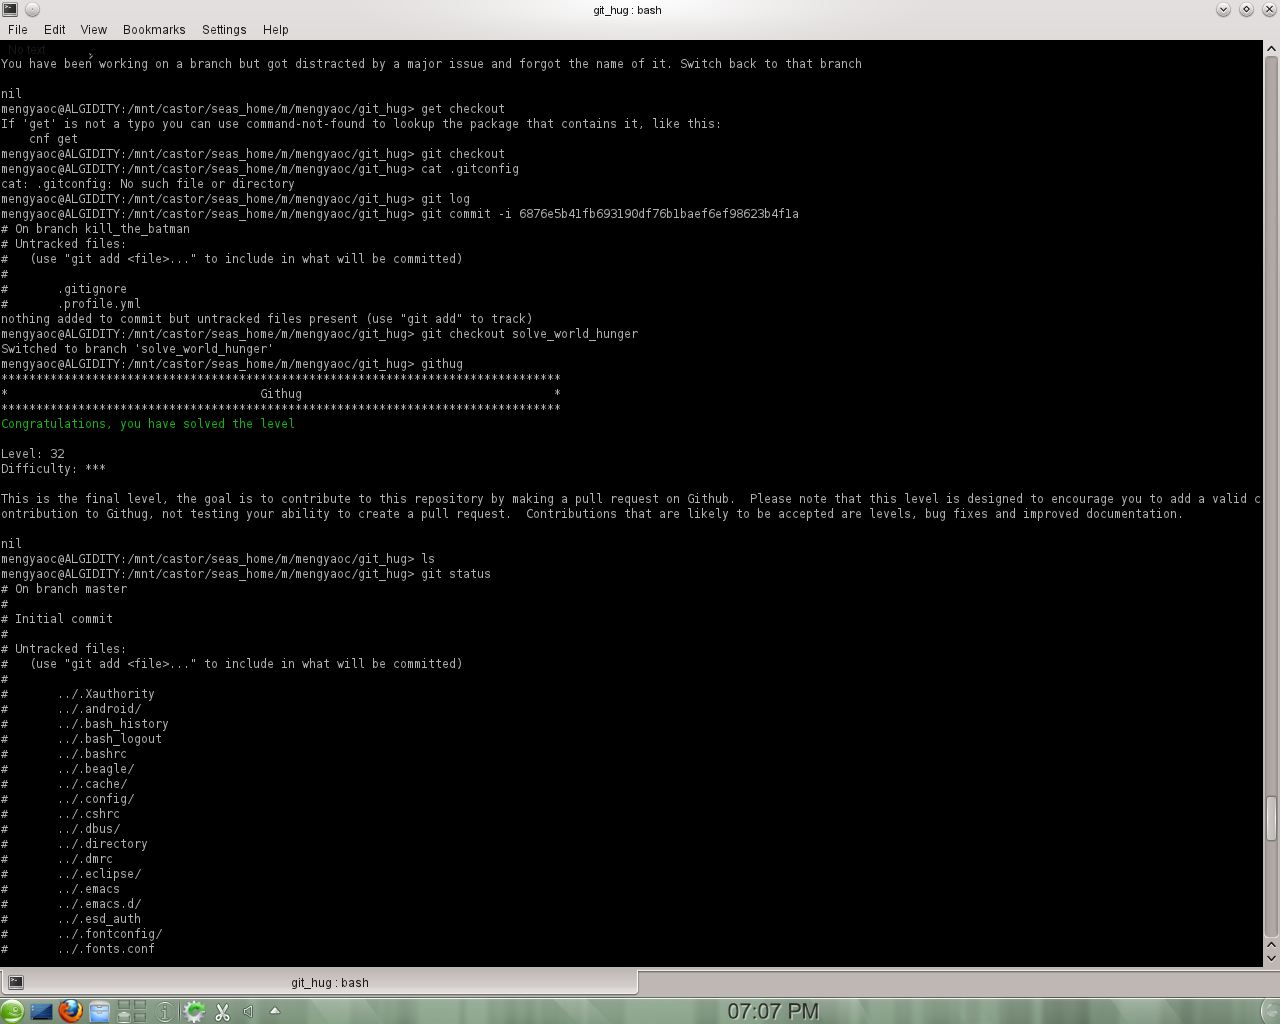 git_hug : bash
File Edit View Bookmarks Settings Help
No text
You have been working on a branch but got distracted by a major issue and forgot the name of it. Switch back to that branch
nil
mengyaoc@ALGIDITY:/mnt/castor/seas_home/m/mengyaoc/git_hug> get checkout
If 'get' is not a typo you can use command-not-found to lookup the package that contains it, like this:
cnf get
mengyaoc@ALGIDITY:/mnt/castor/seas_home/m/mengyaoc/git_hug> git checkout
mengyaoc@ALGIDITY:/mnt/castor/seas_home/m/mengyaoc/git_hug> cat .gitconfig
cat: .gitconfig: No such file or directory
mengyaoc@ALGIDITY:/mnt/castor/seas_home/m/mengyaoc/git_hug> git log
mengyaoc@ALGIDITY:/mnt/castor/seas_home/m/mengyaoc/git_hug> git commit -i 6876e5b41fb693190df76b1baef6ef98623b4f1a
# On branch kill_the_batman
# Untracked files:
#   (use "git add <file>..." to include in what will be committed)
#
#       .gitignore
#       .profile.yml
nothing added to commit but untracked files present (use "git add" to track)
mengyaoc@ALGIDITY:/mnt/castor/seas_home/m/mengyaoc/git_hug> git checkout solve_world_hunger
Switched to branch 'solve_world_hunger'
mengyaoc@ALGIDITY:/mnt/castor/seas_home/m/mengyaoc/git_hug> githug
********************************************************************************
*                                    Githug                                    *
********************************************************************************
Congratulations, you have solved the level
Level: 32
Difficulty: ***
This is the final level, the goal is to contribute to this repository by making a pull request on Github.  Please note that this level is designed to encourage you to add a valid c
ontribution to Githug, not testing your ability to create a pull request.  Contributions that are likely to be accepted are levels, bug fixes and improved documentation.
nil
mengyaoc@ALGIDITY:/mnt/castor/seas_home/m/mengyaoc/git_hug> ls
mengyaoc@ALGIDITY:/mnt/castor/seas_home/m/mengyaoc/git_hug> git status
# On branch master
#
# Initial commit
#
# Untracked files:
#   (use "git add <file>..." to include in what will be committed)
#
#       ../.Xauthority
#       ../.android/
#       ../.bash_history
#       ../.bash_logout
#       ../.bashrc
#       ../.beagle/
#       ../.cache/
#       ../.config/
#       ../.cshrc
#       ../.dbus/
#       ../.directory
#       ../.dmrc
#       ../.eclipse/
#       ../.emacs
#       ../.emacs.d/
#       ../.esd_auth
#       ../.fontconfig/
#       ../.fonts.conf
git_hug : bash
07:07 PM